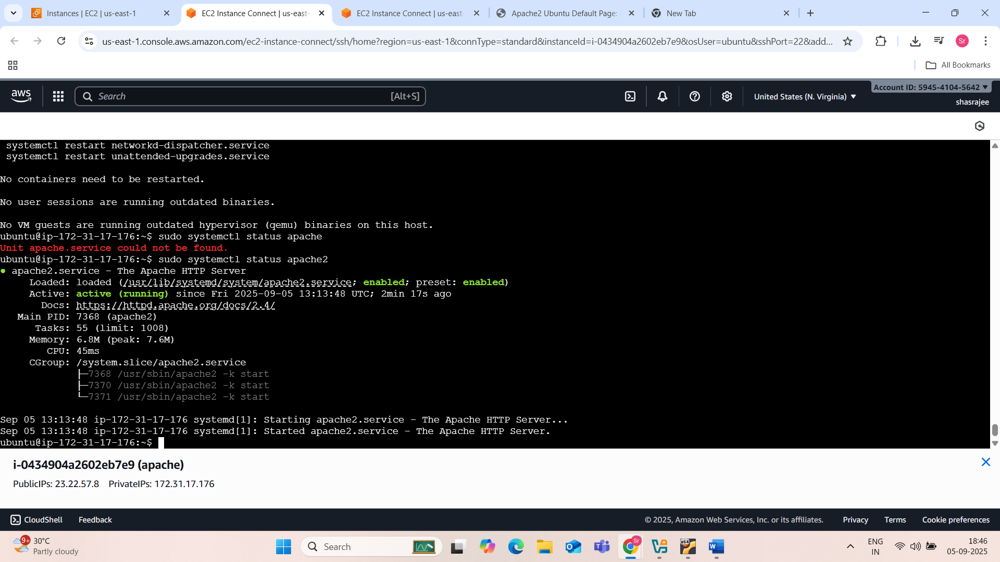 Instances | EC2 | us-east-1
EC2 Instance Connect | us-east-
EC2 Instance Connect | us-east-
Apache2 Ubuntu Default Page:
New Tab
us-east-1.console.aws.amazon.com/ec2-instance-connect/ssh/home?region=us-east-1&connType=standard&instanceId=i-0434904a2602eb7e9&osUser=ubuntu&sshPort=22&add...
Sr
All Bookmarks
aws
Search
[Alt+S]
United States (N. Virginia)
Account ID: 5945-4104-5642
shasrajee
systemctl restart networkd-dispatcher.service
systemctl restart unattended-upgrades.service
No containers need to be restarted.
No user sessions are running outdated binaries.
No VM guests are running outdated hypervisor (qemu) binaries on this host.
ubuntu@ip-172-31-17-176:~$ sudo systemctl status apache
Unit apache.service could not be found.
ubuntu@ip-172-31-17-176:~$ sudo systemctl status apache2
● apache2.service - The Apache HTTP Server
Loaded: loaded (/usr/lib/systemd/system/apache2.service; enabled; preset: enabled)
Active: active (running) since Fri 2025-09-05 13:13:48 UTC; 2min 17s ago
Docs: https://httpd.apache.org/docs/2.4/
Main PID: 7368 (apache2)
Tasks: 55 (limit: 1008)
Memory: 6.8M (peak: 7.6M)
CPU: 45ms
CGroup: /system.slice/apache2.service
├─7368 /usr/sbin/apache2 -k start
├─7370 /usr/sbin/apache2 -k start
└─7371 /usr/sbin/apache2 -k start
Sep 05 13:13:48 ip-172-31-17-176 systemd[1]: Starting apache2.service - The Apache HTTP Server...
Sep 05 13:13:48 ip-172-31-17-176 systemd[1]: Started apache2.service - The Apache HTTP Server.
ubuntu@ip-172-31-17-176:~$
i-0434904a2602eb7e9 (apache)
PublicIPs: 23.22.57.8 PrivateIPs: 172.31.17.176
CloudShell
Feedback
© 2025, Amazon Web Services, Inc. or its affiliates.
Privacy
Terms
Cookie preferences
9+
30°C
Partly cloudy
Search
Sr
x64
ENG
IN
18:46
05-09-2025